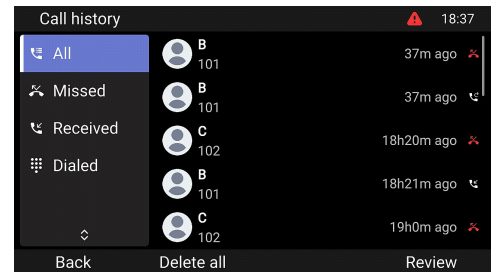 Call history
18:37
All
Missed
Received
Dialed
B
101
37m ago
B
101
37m ago
C
102
18h20m ago
B
101
18h21m ago
C
102
19h0m ago
Back
Delete all
Review